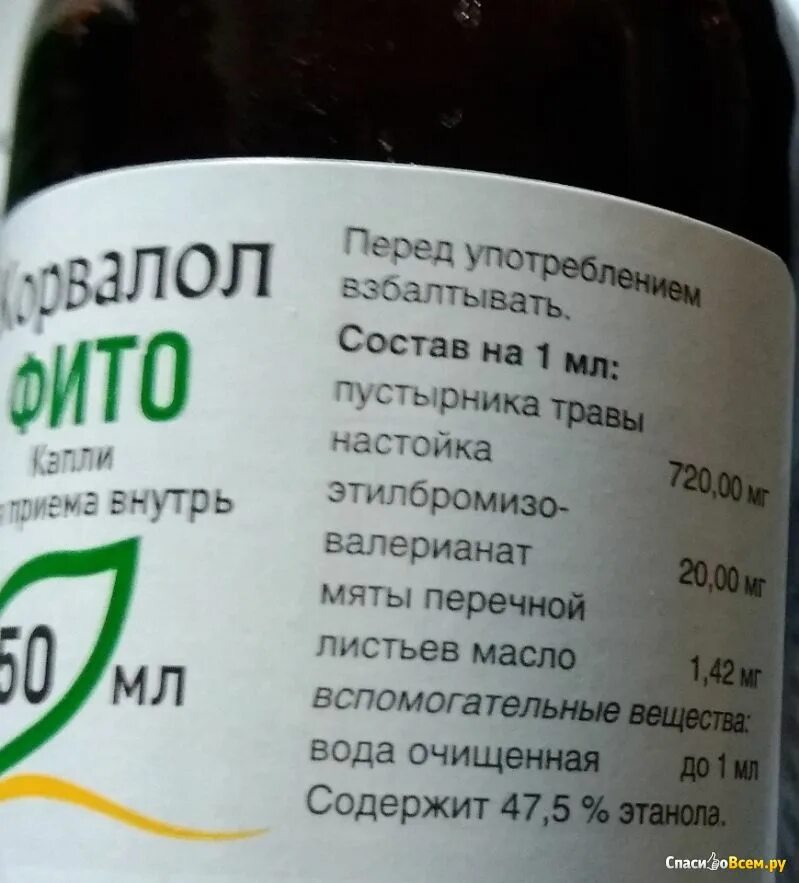 Корвалол
ФИТО
Капли
приема внутрь
50 мл
Перед употреблением
взбалтывать.
Состав на 1 мл:
пустырника травы
настойка 720,00 мг
этилбромизо-
валерианат 20,00 мг
мяты перечной
листьев масло 1,42 мг
вспомогательные вещества:
вода очищенная до 1 мл
Содержит 47,5 % этанола.
СпасибоВсем.ру